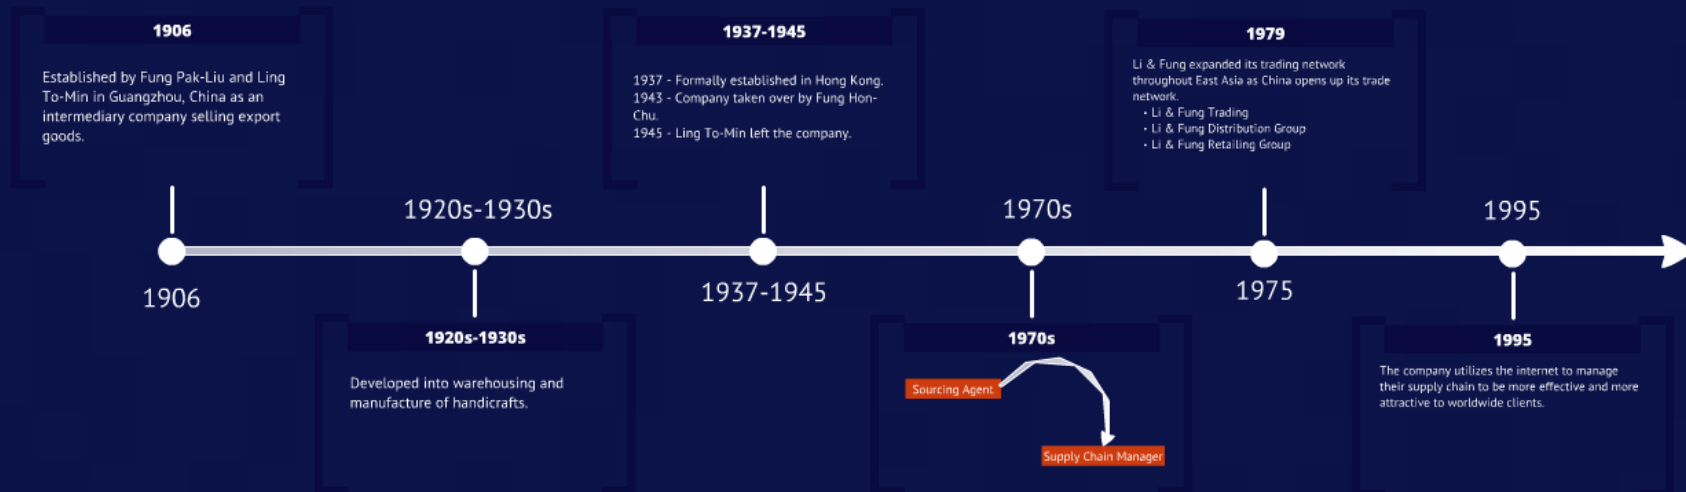 1906
Established by Fung Pak-Liu and Ling
To-Min in Guangzhou, China as an
intermediary company selling export
goods.
1937-1945
1937 - Formally established in Hong Kong.
1943 - Company taken over by Fung Hon-
Chu.
1945 - Ling To-Min left the company.
1979
Li & Fung expanded its trading network
throughout East Asia as China opens up its trade
network.
• Li & Fung Trading
• Li & Fung Distribution Group
• Li & Fung Retailing Group
1920s-1930s
1970s
1995
1906
1937-1945
1975
1920s-1930s
Developed into warehousing and
manufacture of handicrafts.
1970s
Sourcing Agent
Supply Chain Manager
1995
The company utilizes the internet to manage
their supply chain to be more effective and more
attractive to worldwide clients.